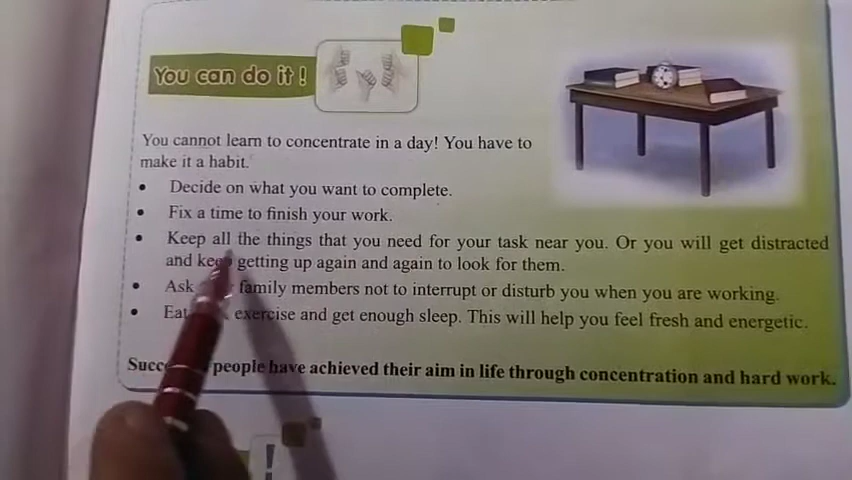 You can do it !
You cannot learn to concentrate in a day! You have to
make it a habit.
• Decide on what you want to complete.
• Fix a time to finish your work.
• Keep all the things that you need for your task near you. Or you will get distracted
and keep getting up again and again to look for them.
• Ask family members not to interrupt or disturb you when you are working.
• Eat exercise and get enough sleep. This will help you feel fresh and energetic.
people have achieved their aim in life through concentration and hard work.
!